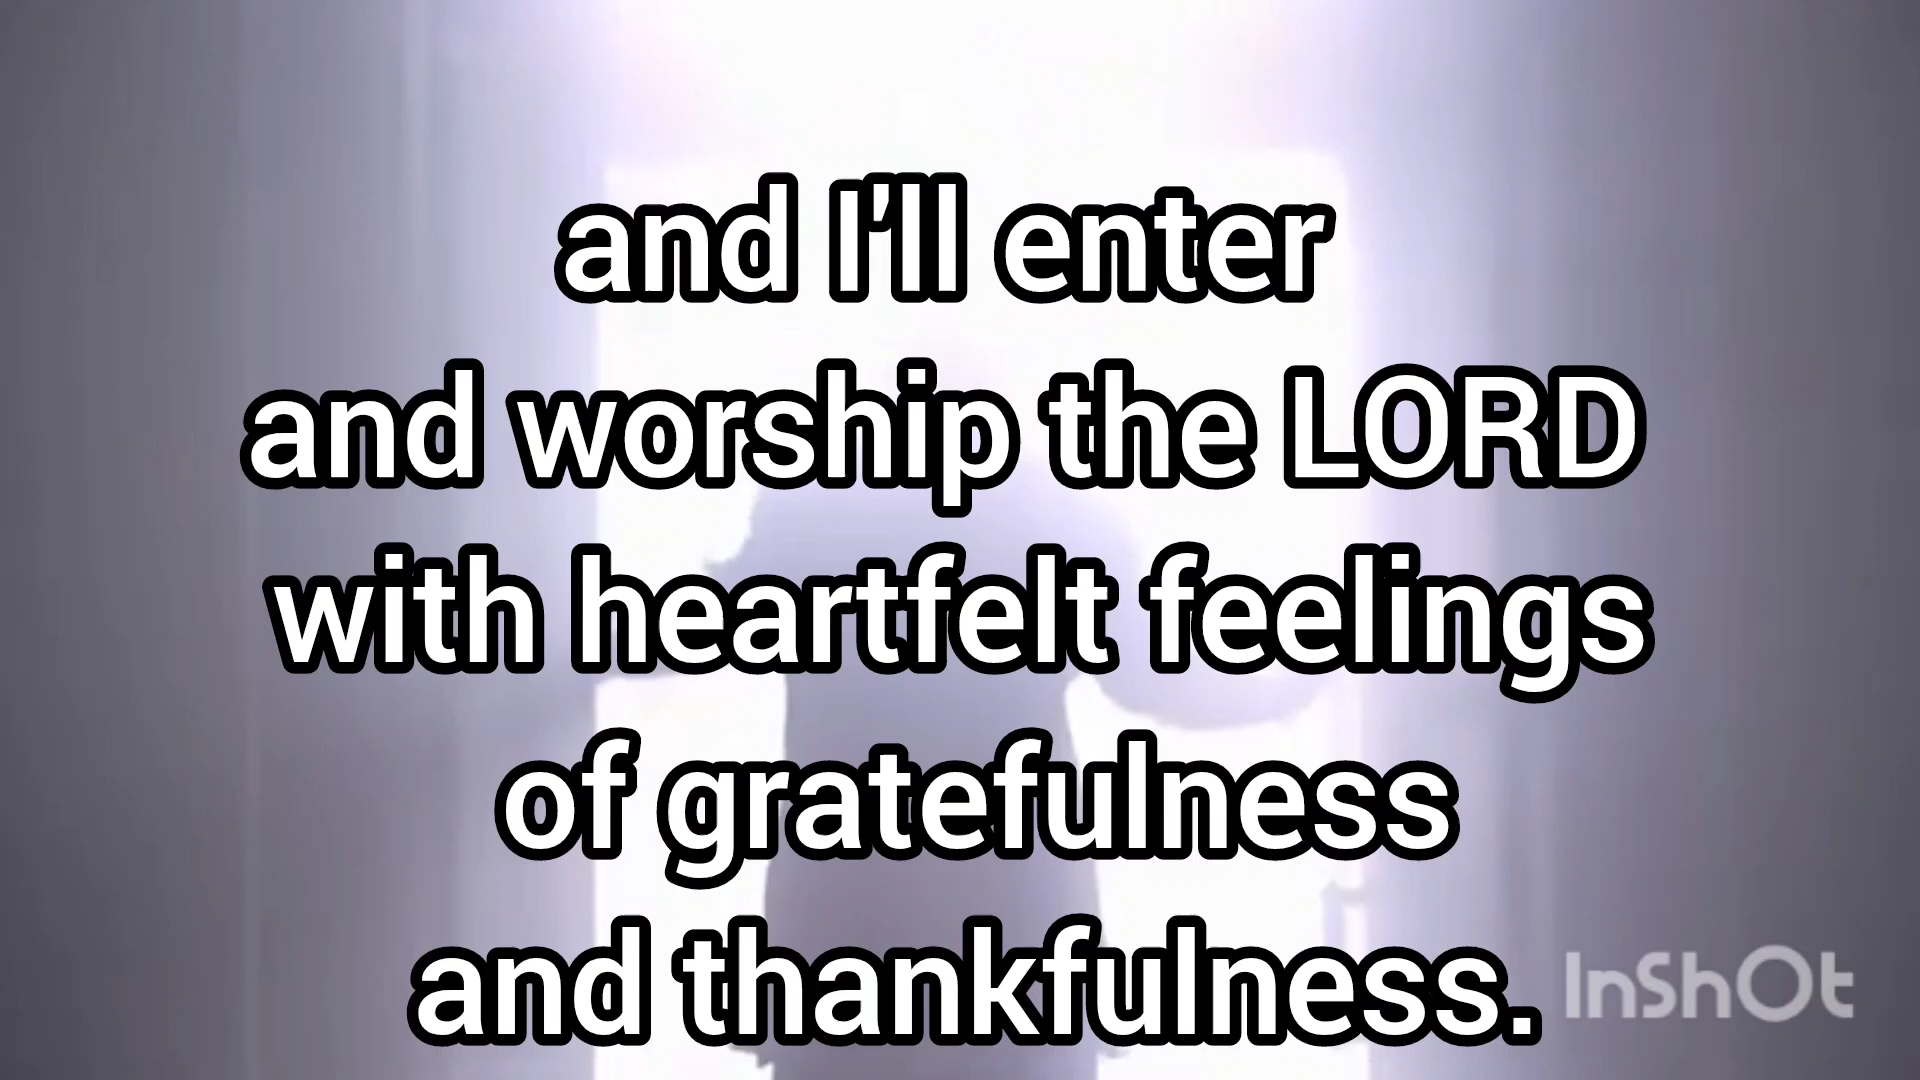 and I'll enter
and worship the LORD
with heartfelt feelings
of gratefulness
and thankfulness.
InShOt